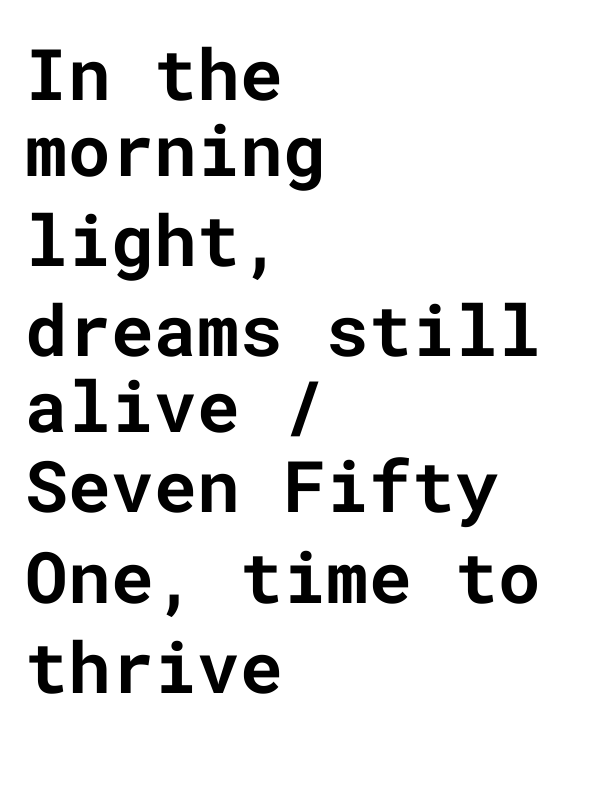 In the
morning
light,
dreams still
alive /
Seven Fifty
One, time to
thrive